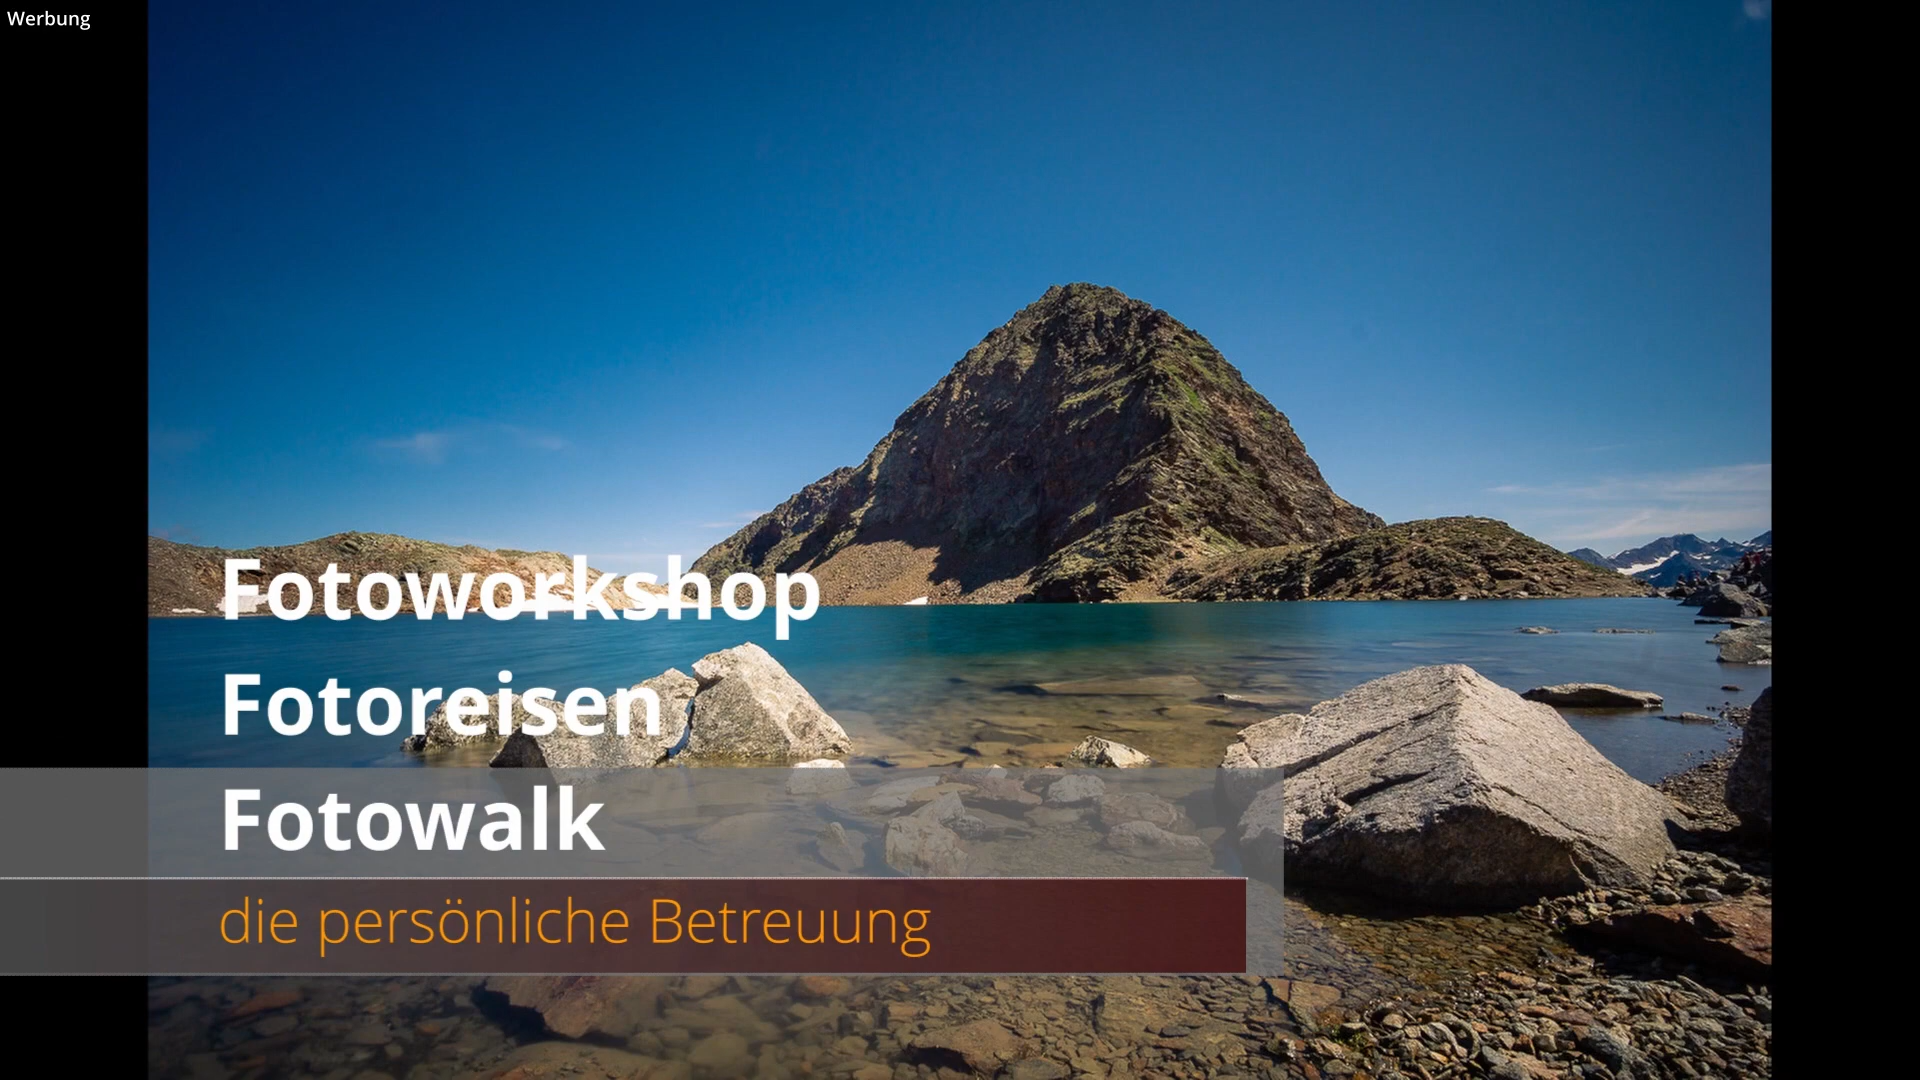 Werbung
Fotoworkshop
Fotoreisen
Fotowalk
die persönliche Betreuung